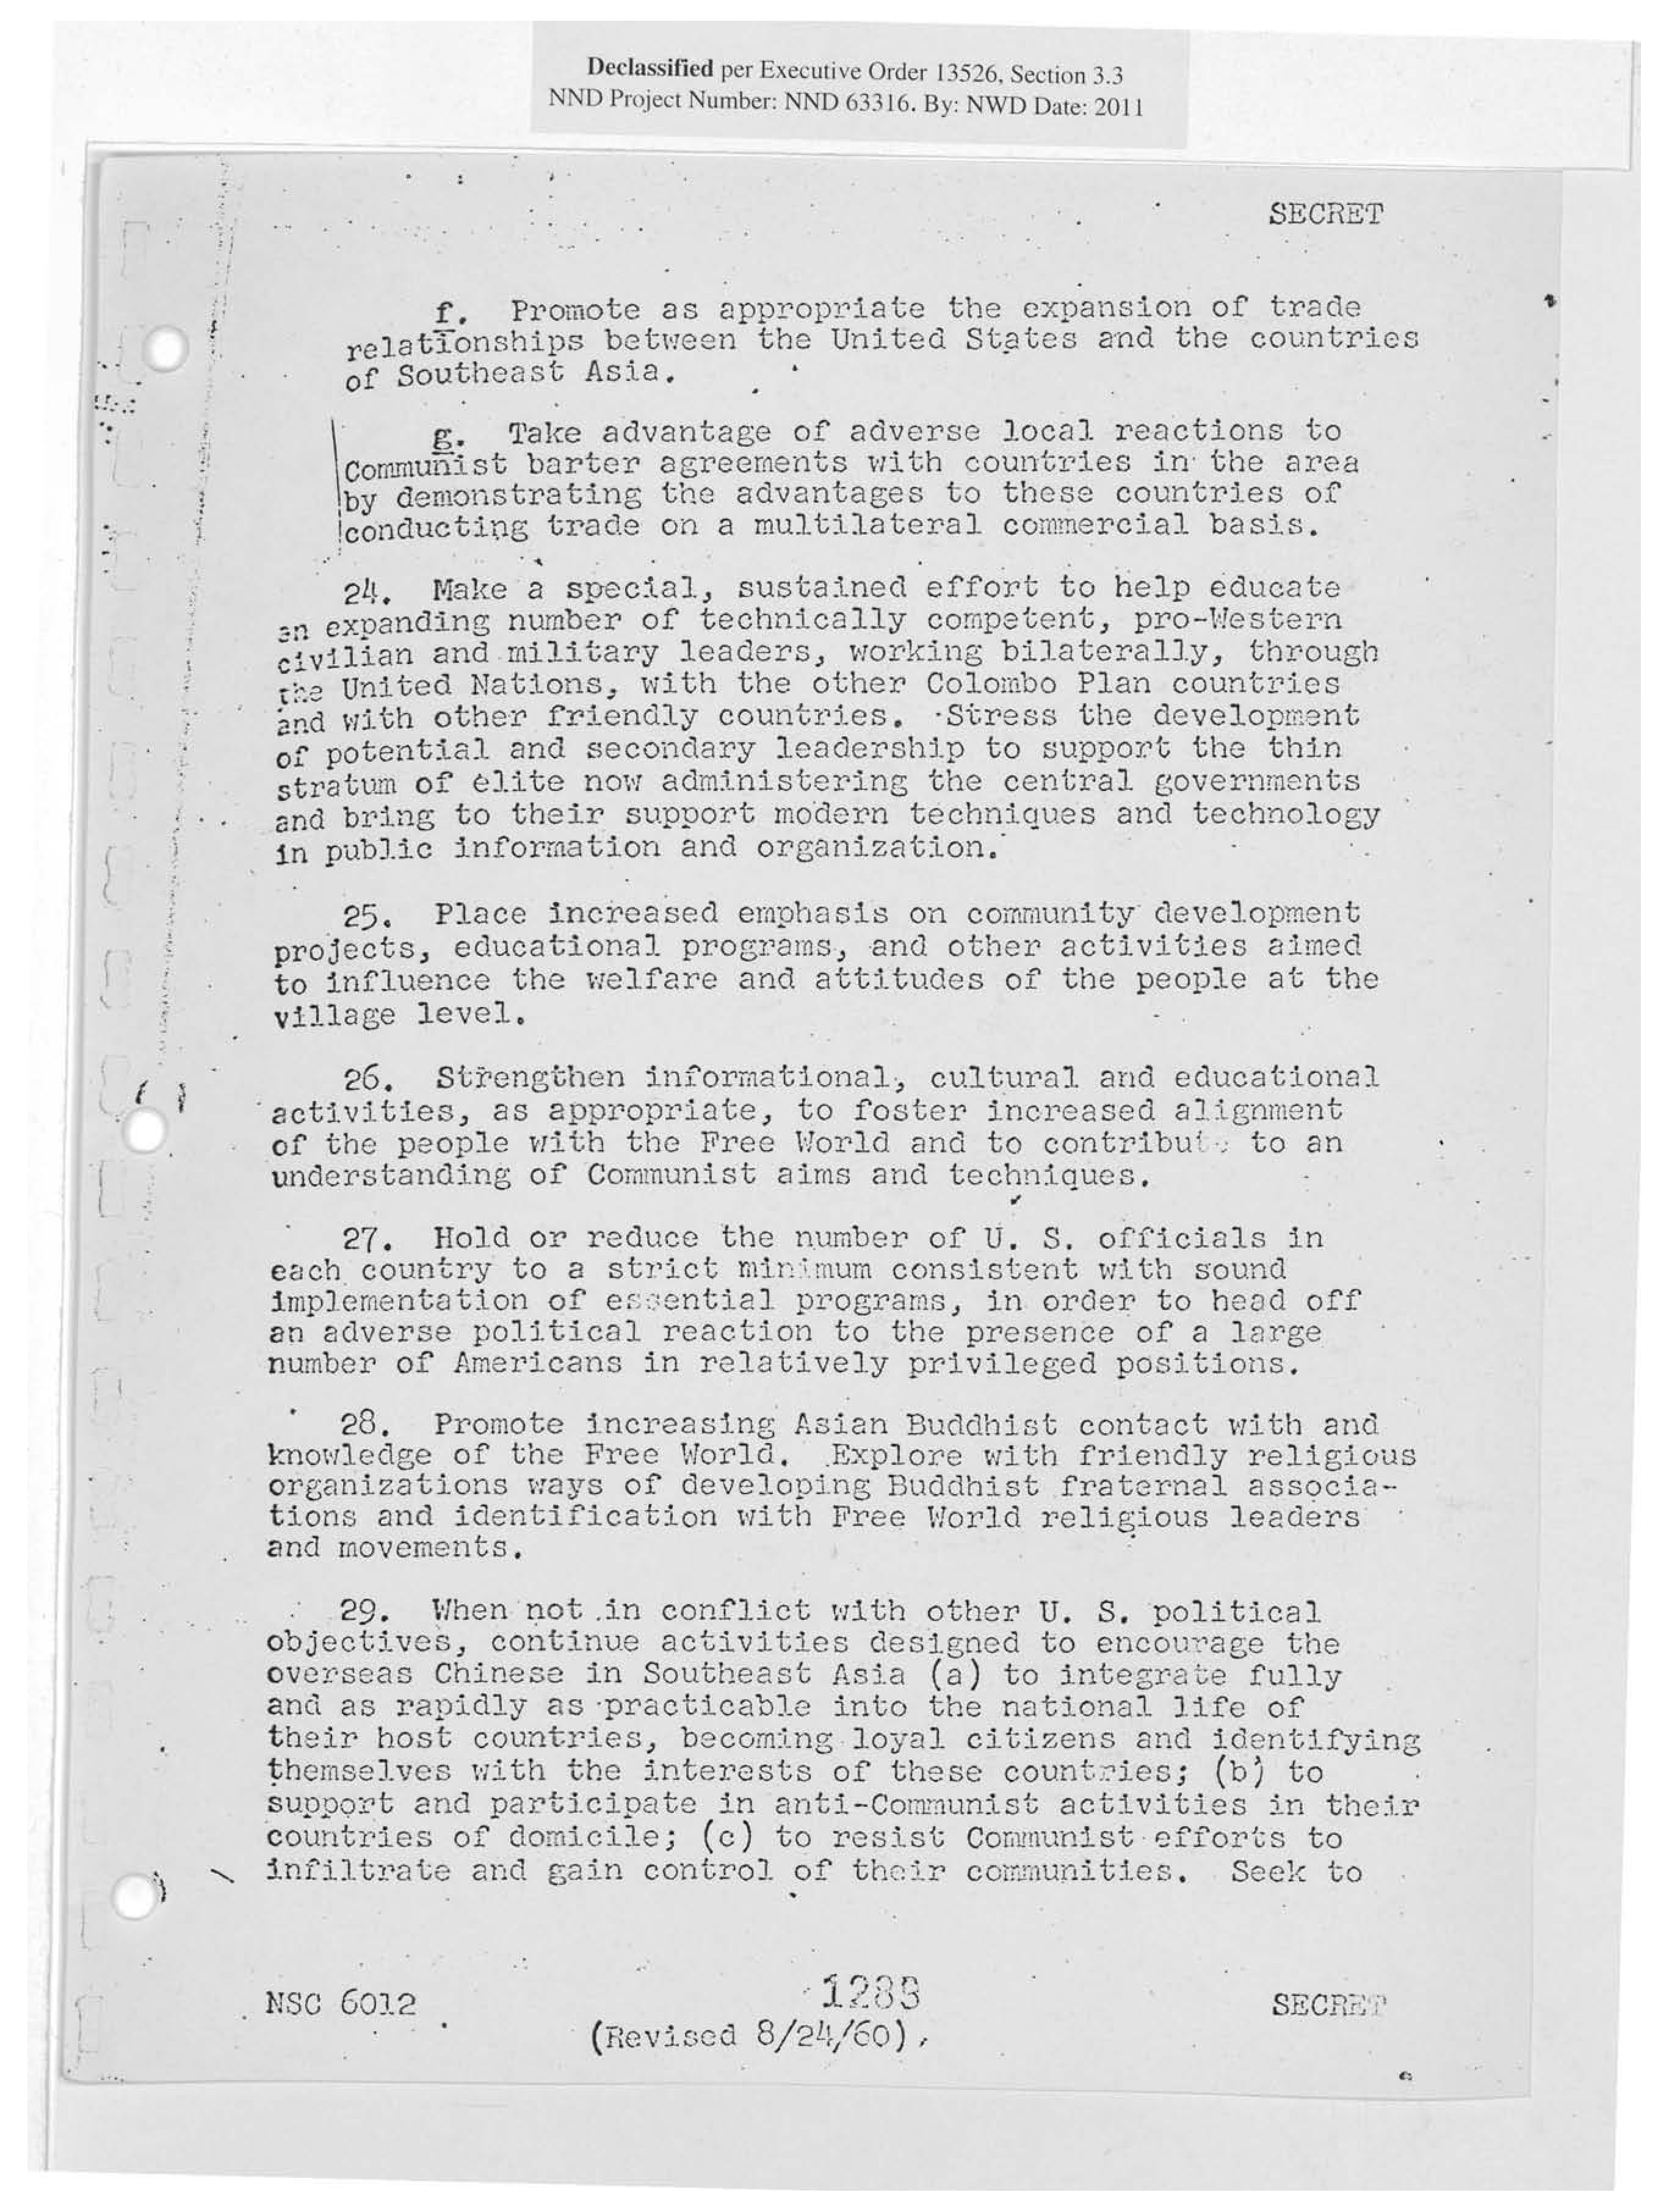 Declassified per Executive Order 13526, Section 3.3
NND Project Number: NND 63316. By: NWD Date: 2011
SECRET
f. Promote as appropriate the expansion of trade
relationships between the United States and the countries
of Southeast Asia.
g. Take advantage of adverse local reactions to
Communist barter agreements with countries in the area
by demonstrating the advantages to these countries of
conducting trade on a multilateral commercial basis.
24. Make a special, sustained effort to help educate
an expanding number of technically competent, pro-Western
civilian and military leaders, working bilaterally, through
the United Nations, with the other Colombo Plan countries
and with other friendly countries. Stress the development
of potential and secondary leadership to support the thin
stratum of elite now administering the central governments
and bring to their support modern techniques and technology
in public information and organization.
25. Place increased emphasis on community development
projects, educational programs, and other activities aimed
to influence the welfare and attitudes of the people at the
village level.
26. Strengthen informational, cultural and educational
activities, as appropriate, to foster increased alignment
of the people with the Free World and to contribute to an
understanding of Communist aims and techniques.
27. Hold or reduce the number of U. S. officials in
each country to a strict minimum consistent with sound
implementation of essential programs, in order to head off
an adverse political reaction to the presence of a large
number of Americans in relatively privileged positions.
28. Promote increasing Asian Buddhist contact with and
knowledge of the Free World. Explore with friendly religious
organizations ways of developing Buddhist fraternal associa-
tions and identification with Free World religious leaders
and movements.
29. When not in conflict with other U. S. political
objectives, continue activities designed to encourage the
overseas Chinese in Southeast Asia (a) to integrate fully
and as rapidly as practicable into the national life of
their host countries, becoming loyal citizens and identifying
themselves with the interests of these countries; (b) to
support and participate in anti-Communist activities in their
countries of domicile; (c) to resist Communist efforts to
infiltrate and gain control of their communities. Seek to
NSC 6012
(Revised 8/24/60)
SECRET